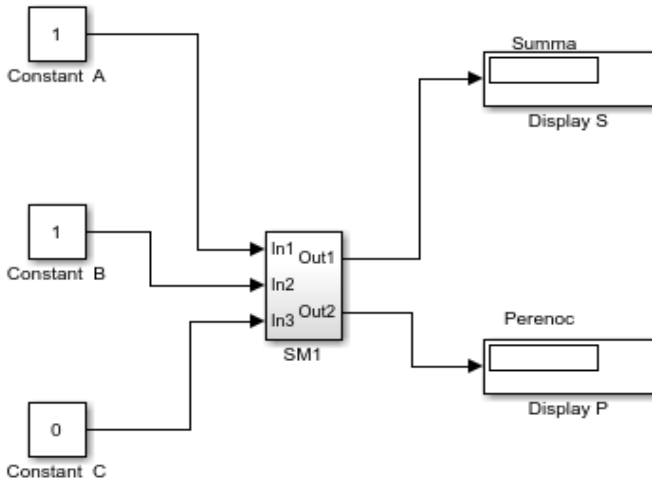 1
Constant A
Summa
Display S
1
Constant B
In1
Out1
In2
Out2
In3
SM1
Perenoc
Display P
0
Constant C